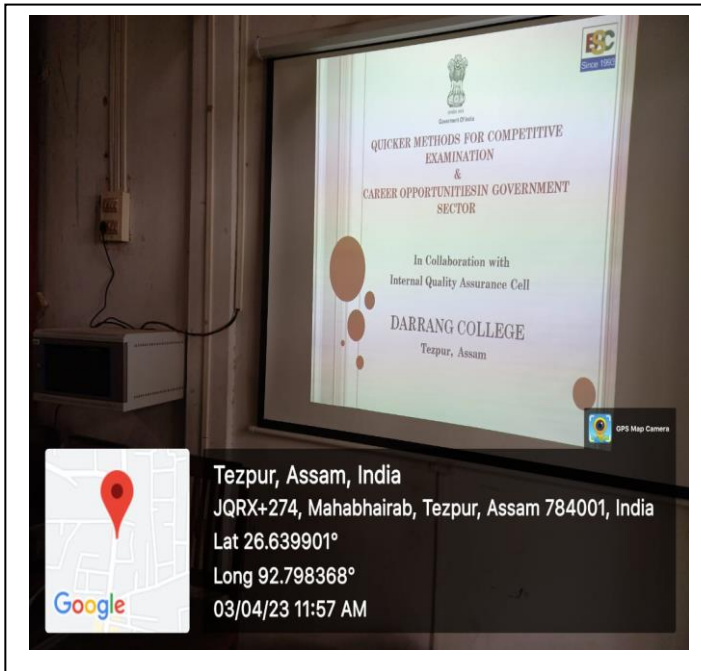 BSC
Since 1993
Government Of India
QUICKER METHODS FOR COMPETITIVE
EXAMINATION
&
CAREER OPPORTUNITIESIN GOVERNMENT
SECTOR
In Collaboration with
Internal Quality Assurance Cell
DARRANG COLLEGE
Tezpur, Assam
GPS Map Camera
Tezpur, Assam, India
JQRX+274, Mahabhairab, Tezpur, Assam 784001, India
Lat 26.639901°
Long 92.798368°
03/04/23 11:57 AM
Google